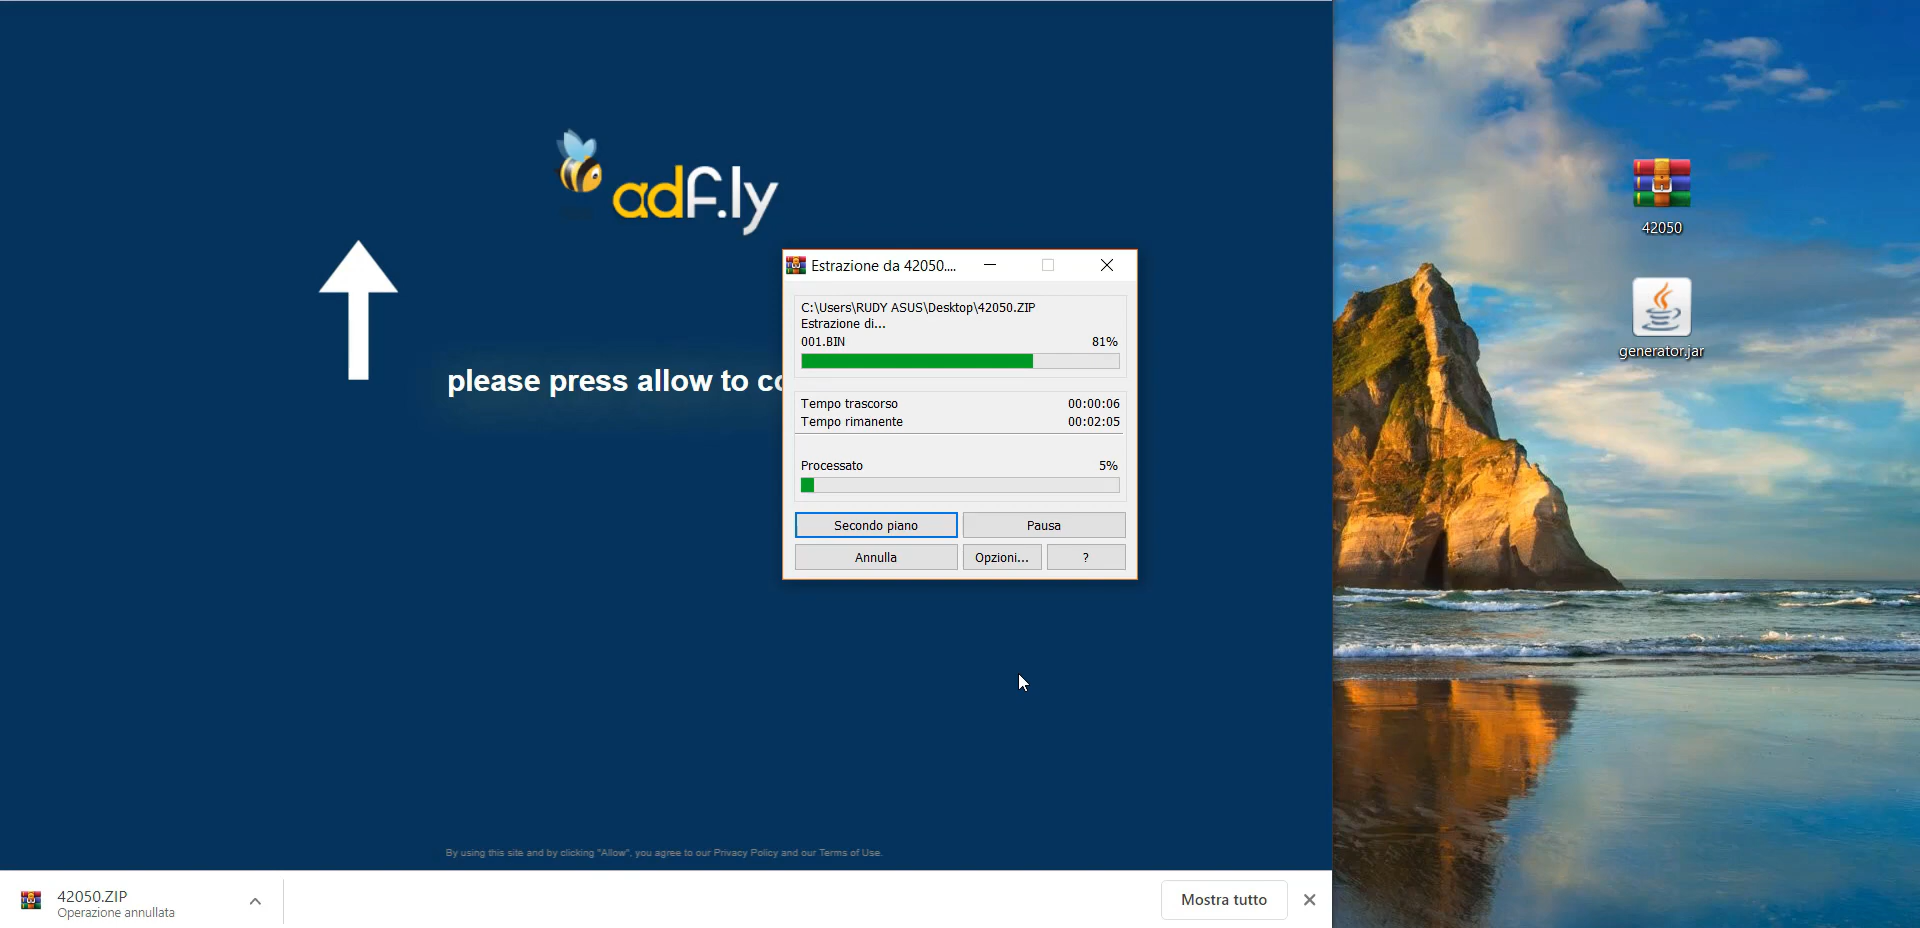 adf.ly
please press allow to co
Estrazione da 42050....
C:\Users\RUDY ASUS\Desktop\42050.ZIP
Estrazione di...
001.BIN 81%
Tempo trascorso 00:00:06
Tempo rimanente 00:02:05
Processato 5%
Secondo piano Pausa
Annulla Opzioni... ?
42050
generator.jar
By using this site and by clicking "Allow", you agree to our Privacy Policy and our Terms of Use.
42050.ZIP
Operazione annullata
Mostra tutto